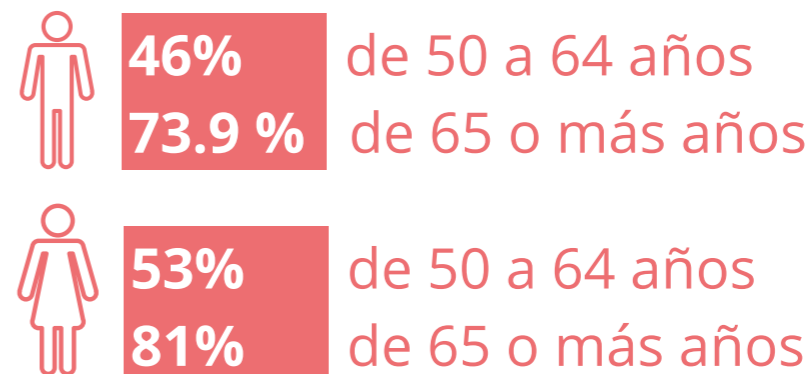 46% de 50 a 64 años
73.9 % de 65 o más años
53% de 50 a 64 años
81% de 65 o más años